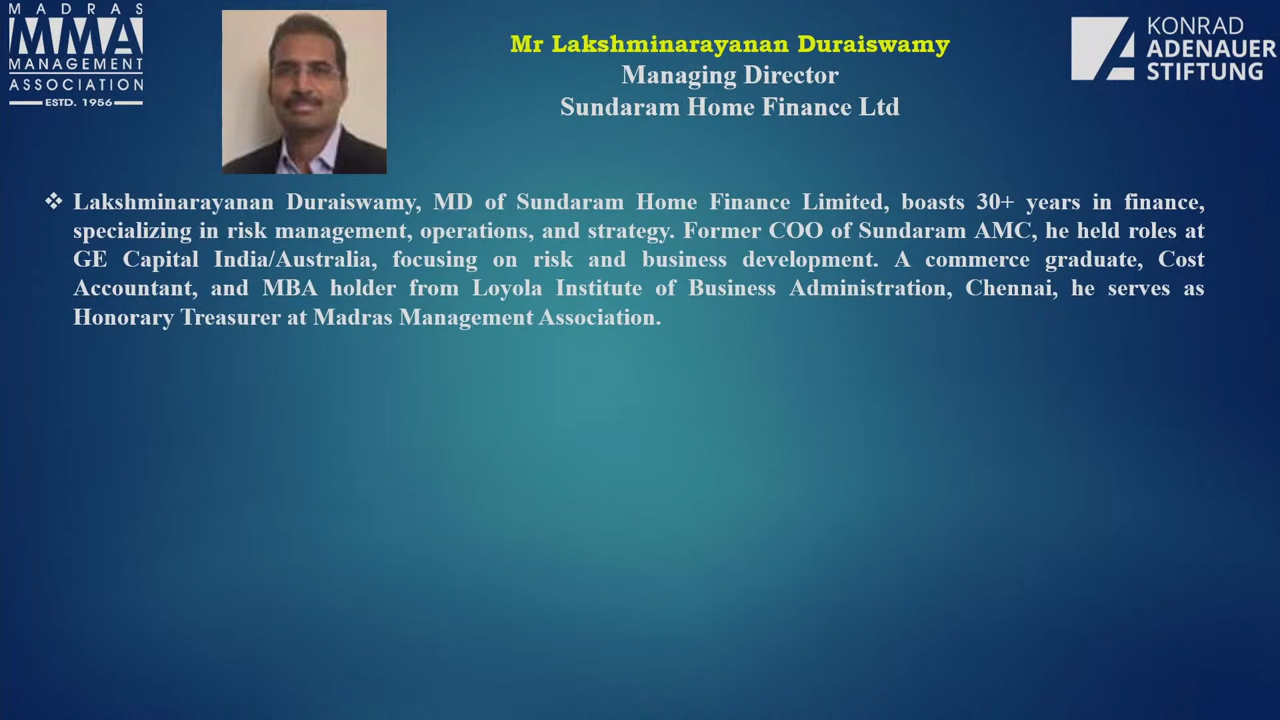 MADRAS
MMA
MANAGEMENT
ASSOCIATION
ESTD. 1956
Mr Lakshminarayanan Duraiswamy
Managing Director
Sundaram Home Finance Ltd
KONRAD
ADENAUER
STIFTUNG
❖ Lakshminarayanan Duraiswamy, MD of Sundaram Home Finance Limited, boasts 30+ years in finance,
specializing in risk management, operations, and strategy. Former COO of Sundaram AMC, he held roles at
GE Capital India/Australia, focusing on risk and business development. A commerce graduate, Cost
Accountant, and MBA holder from Loyola Institute of Business Administration, Chennai, he serves as
Honorary Treasurer at Madras Management Association.